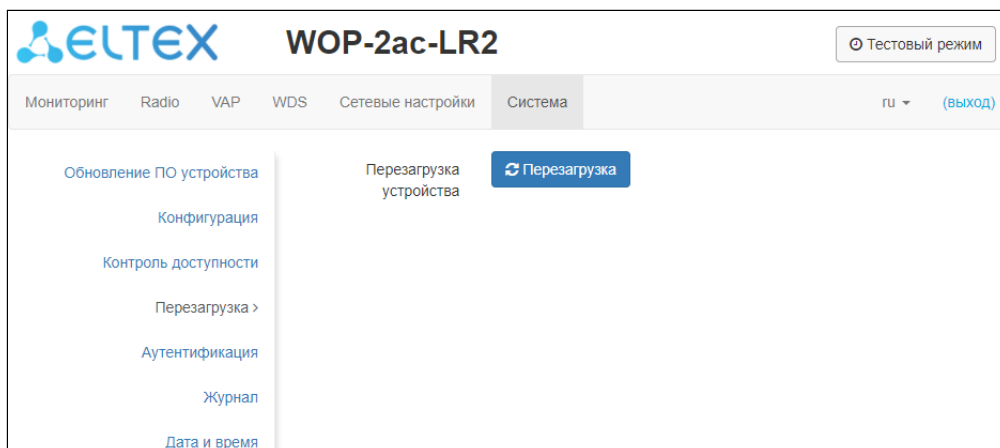 ELTEX WOP-2ac-LR2 Тестовый режим
Мониторинг Radio VAP WDS Сетевые настройки Система ru (выход)
Обновление ПО устройства
Конфигурация
Контроль доступности
Перезагрузка >
Аутентификация
Журнал
Дата и время
Перезагрузка
устройства
Перезагрузка